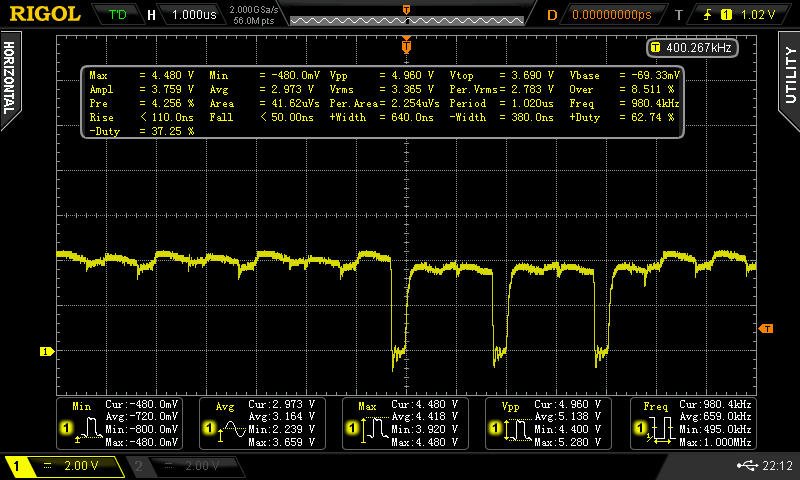 RIGOL T'D H 1.000us 2.000GSa/s 56.0M pts D 0.00000000ps T 1 1.02 V
HORIZONTAL
UTILITY
T 400.267kHz
Max = 4.480 V Min = -480.0mV Vpp = 4.960 V Vtop = 3.690 V Vbase = -69.33mV
Ampl = 3.759 V Avg = 2.973 V Vrms = 3.365 V Per.Vrms= 2.783 V Over = 8.511 %
Pre = 4.256 % Area = 41.62uVs Per.Area= 2.254uVs Period = 1.020us Freq = 980.4kHz
Rise < 110.0ns Fall < 50.00ns +Width = 640.0ns -Width = 380.0ns +Duty = 62.74 %
-Duty = 37.25 %
T
1
T
Min Cur:-480.0mV Avg:-720.0mV Min:-800.0mV Max:-480.0mV
1
Avg Cur:2.973 V Avg:3.164 V Min:2.239 V Max:3.659 V
1
Max Cur:4.480 V Avg:4.418 V Min:3.920 V Max:4.480 V
1
Vpp Cur:4.960 V Avg:5.138 V Min:4.400 V Max:5.280 V
1
Freq Cur:980.4kHz Avg:659.0kHz Min:495.0kHz Max:1.000MHz
1
1 = 2.00 V 2 = 2.00 V 22:12